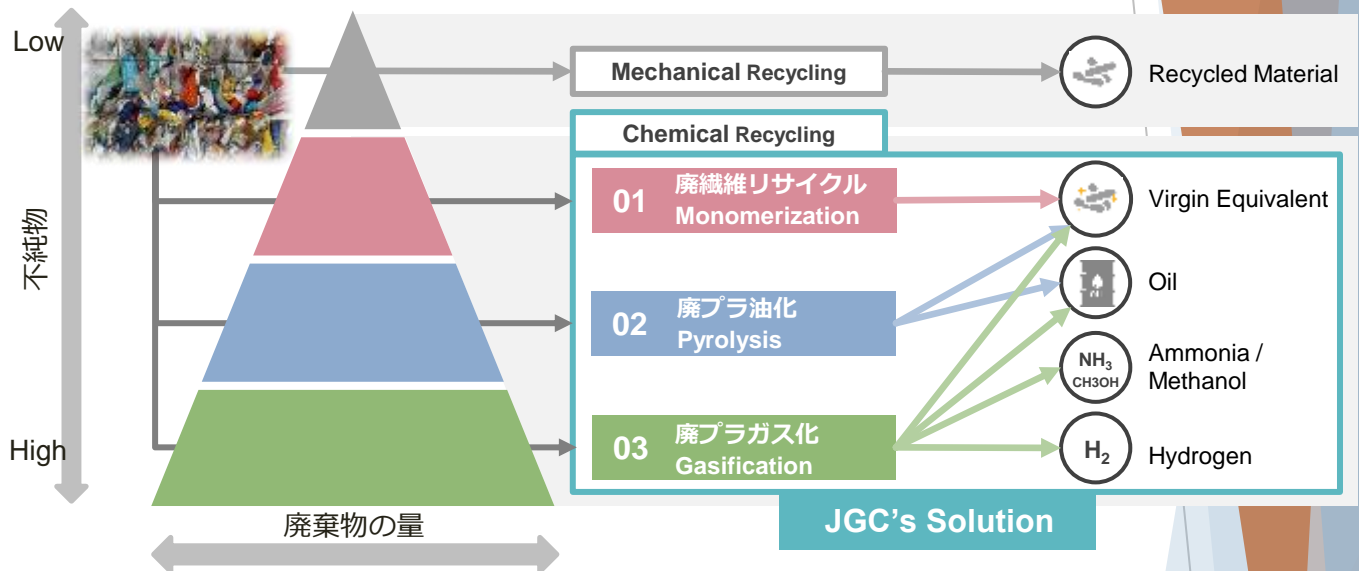 Low
Mechanical Recycling
Recycled Material
Chemical Recycling
不純物
01
廃繊維リサイクル
Monomerization
Virgin Equivalent
02
廃プラ油化
Pyrolysis
Oil
NH3
CH3OH
Ammonia /
Methanol
High
03
廃プラガス化
Gasification
H2
Hydrogen
廃棄物の量
JGC's Solution